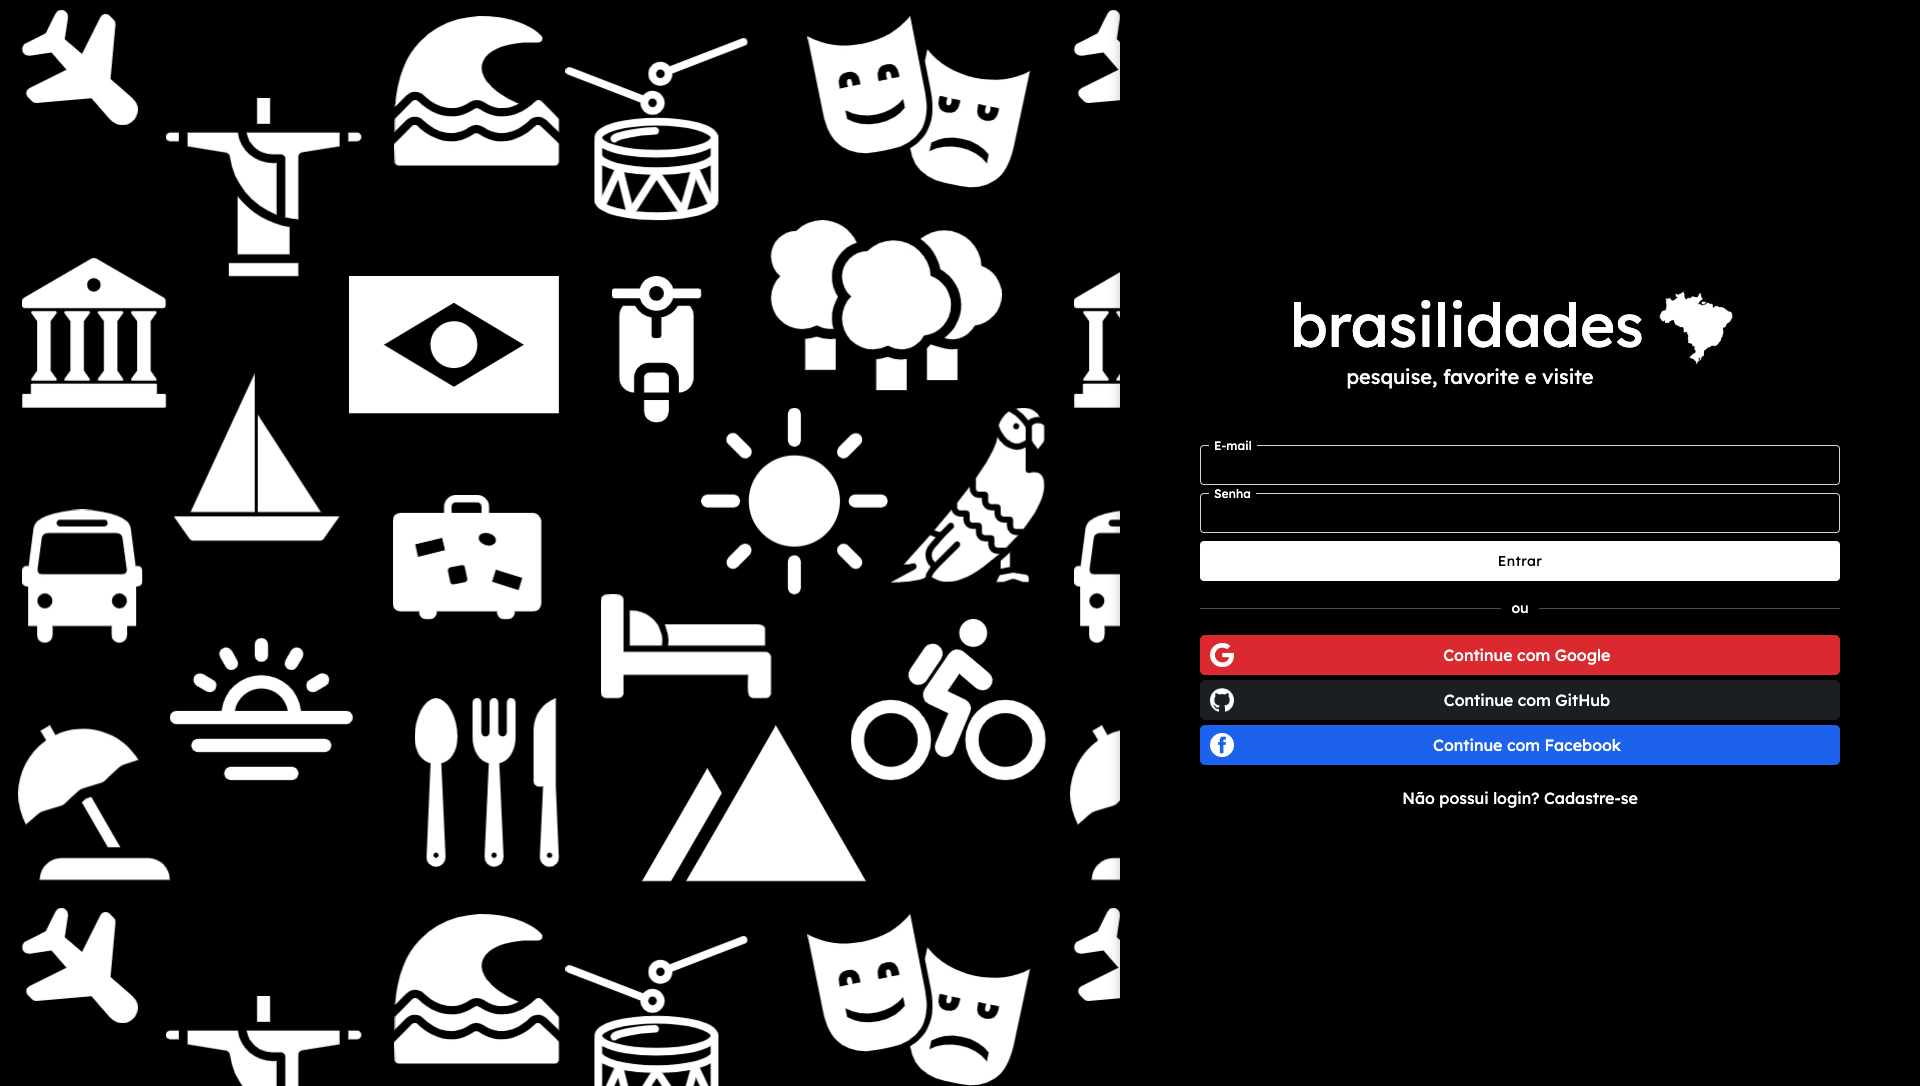 brasilidades
pesquise, favorite e visite
E-mail
Senha
Entrar
ou
Continue com Google
Continue com GitHub
Continue com Facebook
Não possui login? Cadastre-se